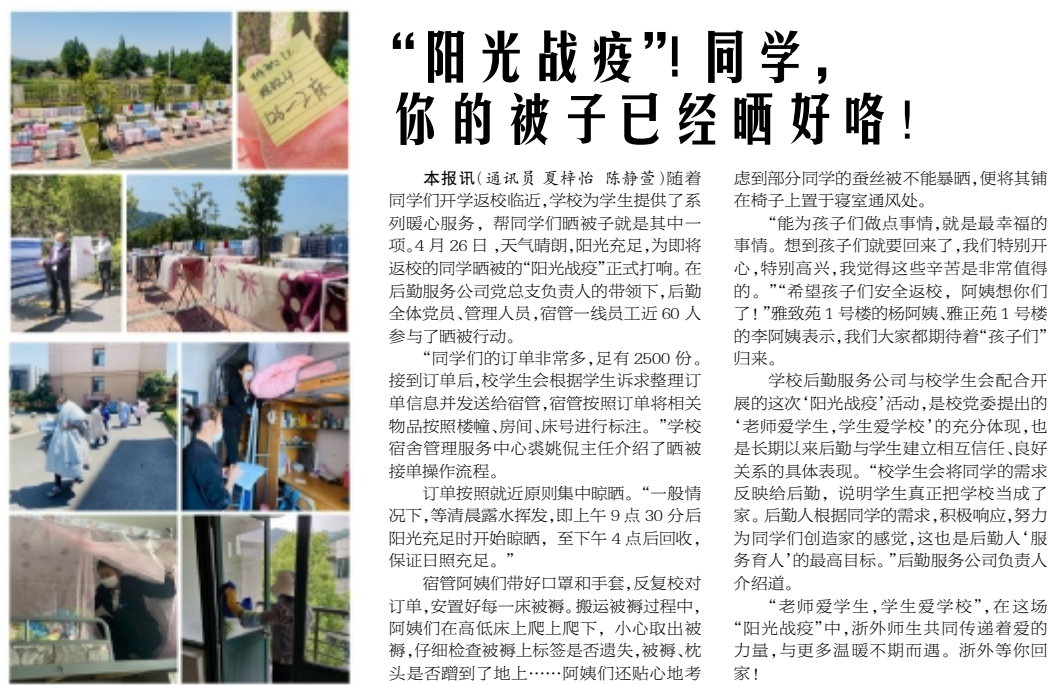 “阳光战疫”!同学,
你的被子已经晒好咯!
本报讯(通讯员 夏梓怡 陈静萱)随着
同学们开学返校临近,学校为学生提供了系
列暖心服务,帮同学们晒被子就是其中一
项。4月26日,天气晴朗,阳光充足,为即将
返校的同学晒被的“阳光战疫”正式打响。在
后勤服务公司党总支负责人的带领下,后勤
全体党员、管理人员,宿管一线员工近60人
参与了晒被行动。
“同学们的订单非常多,足有2500份。
接到订单后,校学生会根据学生诉求整理订
单信息并发送给宿管,宿管按照订单将相关
物品按照楼幢、房间、床号进行标注。”学校
宿舍管理服务中心裘姚侃主任介绍了晒被
接单操作流程。
订单按照就近原则集中晾晒。“一般情
况下,等清晨露水挥发,即上午9点30分后
阳光充足时开始晾晒,至下午4点后回收,
保证日照充足。”
宿管阿姨们带好口罩和手套,反复校对
订单,安置好每一床被褥。搬运被褥过程中,
阿姨们在高低床上爬上爬下,小心取出被
褥,仔细检查被褥上标签是否遗失,被褥、枕
头是否蹭到了地上……阿姨们还贴心地考
虑到部分同学的蚕丝被不能暴晒,便将其铺
在椅子上置于寝室通风处。
“能为孩子们做点事情,就是最幸福的
事情。想到孩子们就要回来了,我们特别开
心,特别高兴,我觉得这些辛苦是非常值得
的。”“希望孩子们安全返校,阿姨想你们
了!”雅致苑1号楼的杨阿姨、雅正苑1号楼
的李阿姨表示,我们大家都期待着“孩子们”
归来。
学校后勤服务公司与校学生会配合开
展的这次‘阳光战疫’活动,是校党委提出的
‘老师爱学生,学生爱学校’的充分体现,也
是长期以来后勤与学生建立相互信任、良好
关系的具体表现。“校学生会将同学的需求
反映给后勤,说明学生真正把学校当成了
家。后勤人根据同学的需求,积极响应,努力
为同学们创造家的感觉,这也是后勤人‘服
务育人’的最高目标。”后勤服务公司负责人
介绍道。
“老师爱学生,学生爱学校”,在这场
“阳光战疫”中,浙外师生共同传递着爱的
力量,与更多温暖不期而遇。浙外等你回
家!